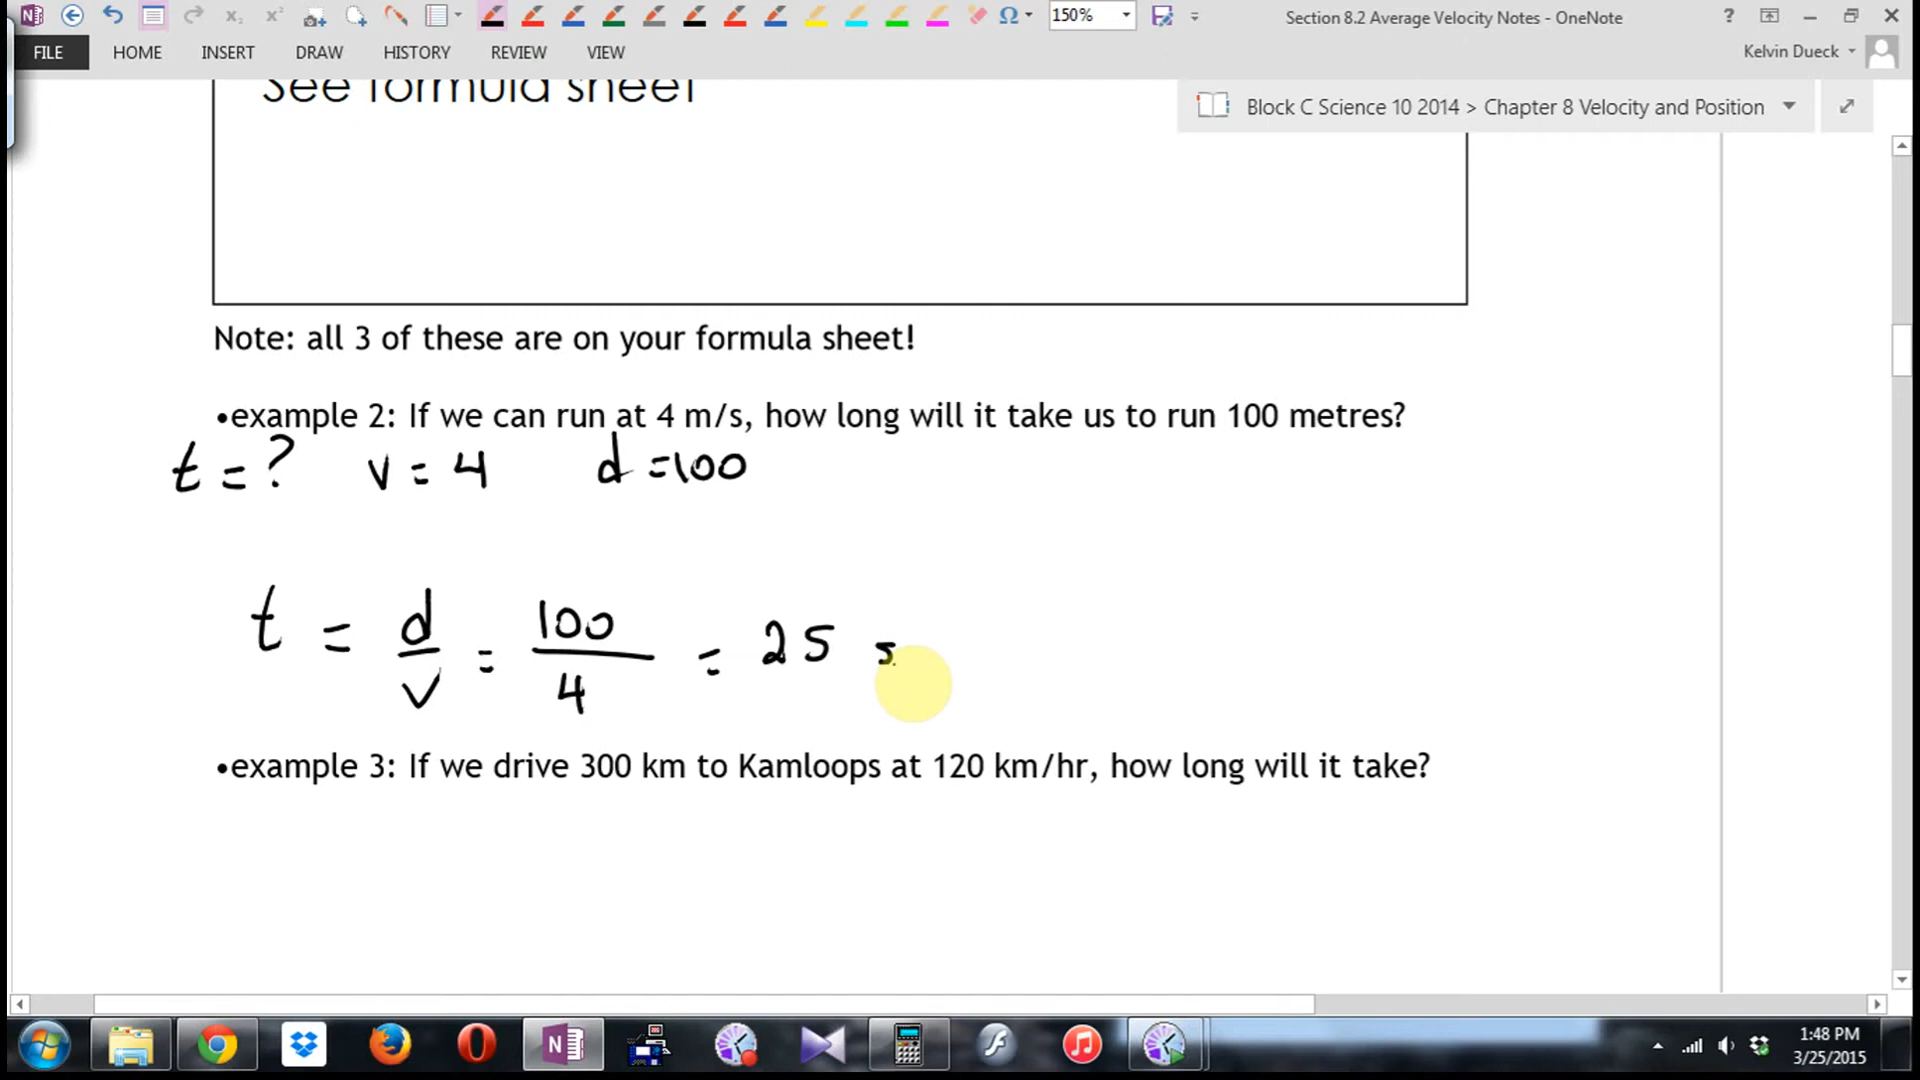 Section 8.2 Average Velocity Notes - OneNote
150%
FILE HOME INSERT DRAW HISTORY REVIEW VIEW
Kelvin Dueck
See formula sheet
Block C Science 10 2014 > Chapter 8 Velocity and Position
Note: all 3 of these are on your formula sheet!
•example 2: If we can run at 4 m/s, how long will it take us to run 100 metres?
t = ? v = 4 d = 100
t = d/v = 100/4 = 25 s
•example 3: If we drive 300 km to Kamloops at 120 km/hr, how long will it take?
1:48 PM
3/25/2015